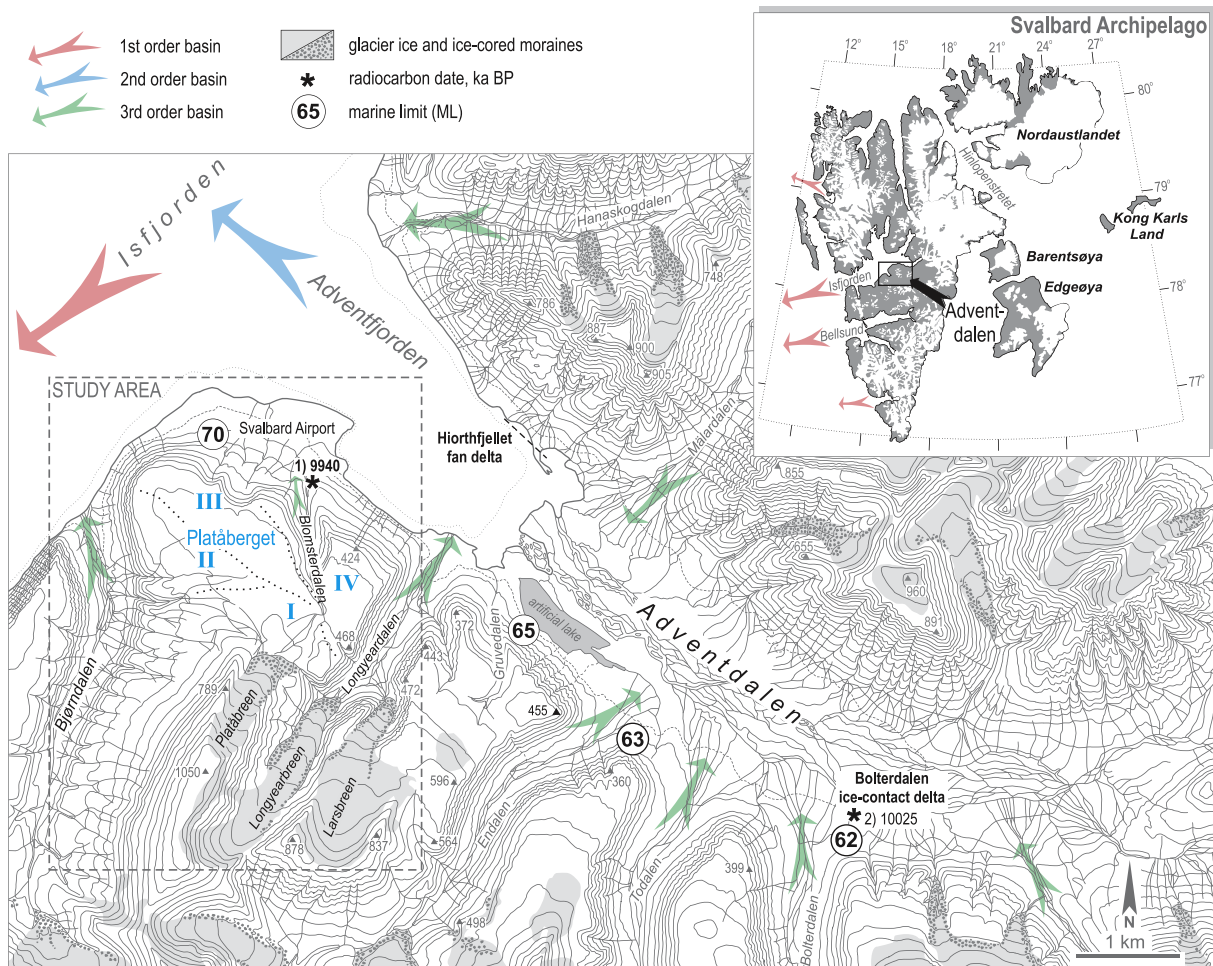 1st order basin
2nd order basin
3rd order basin
glacier ice and ice-cored moraines
* radiocarbon date, ka BP
65 marine limit (ML)
Svalbard Archipelago
12° 15° 18° 21° 24° 27°
80
79
78
77
Nordaustlandet
Hinlopenstretet
Kong Karls
Land
Barentsøya
Edgeøya
Isfjorden
Bellsund
Advent-
dalen
Isfjorden
Adventfjorden
Hanaskogdalen
748
786
887
900
905
STUDY AREA
70
Svalbard Airport
1) 9940
*
Hiorthfjellet
fan delta
Mälardalen
855
III
Platåberget
II
I
IV
Blomsterdalen
424
468
655
960
891
65
artificial lake
Adventdalen
372
Gruvedalen
Longyeardalen
472
Bjørndalen
789
Platåbreen
455
63
360
1050
Longyearbreen
Larsbreen
596
878
837
564
Endalen
Todalen
399
498
Bolterdalen
ice-contact delta
* 2) 10025
62
Bolterdalen
N
1 km